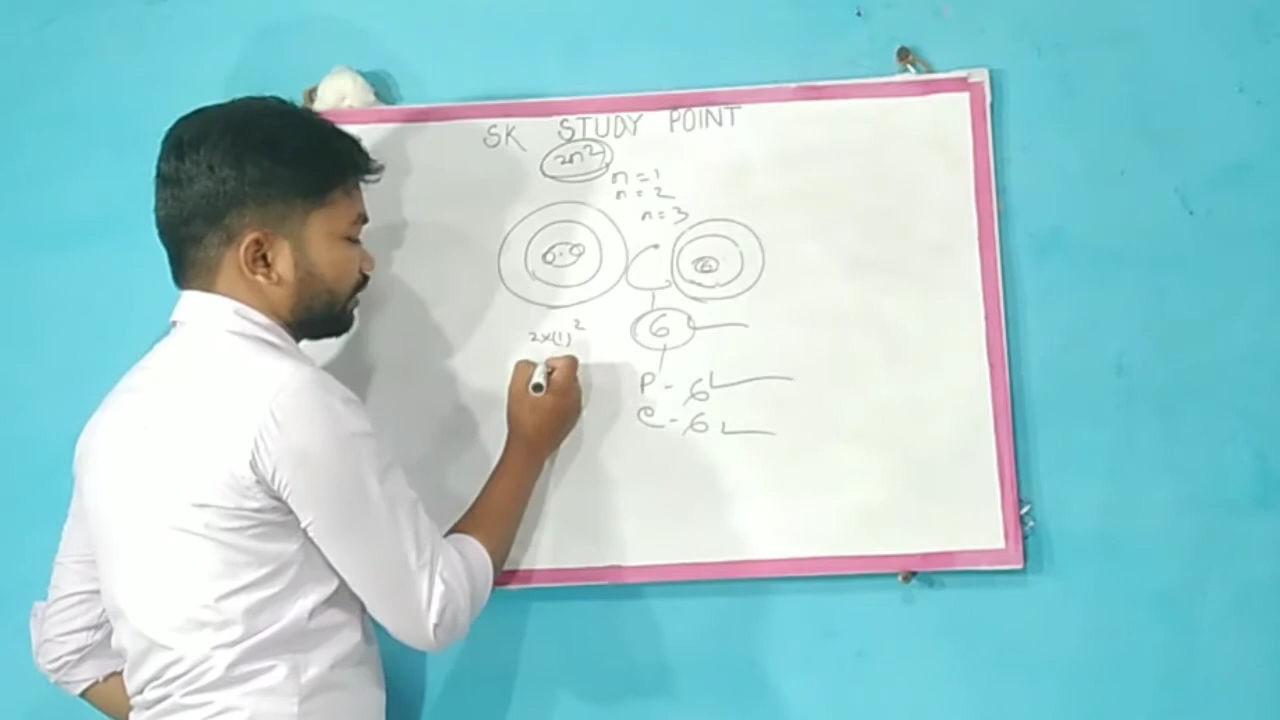 SK STUDY POINT
2n²
n = 1
n = 2
n = 3
6
C
6
2×(1)²
P - 6
e - 6